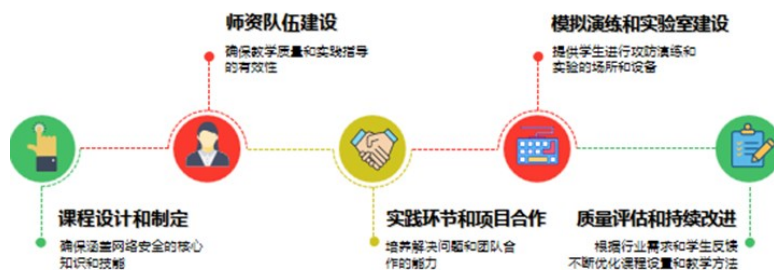 师资队伍建设
确保教学质量和实践指导
的有效性
模拟演练和实验室建设
提供学生进行攻防演练和
实验的场所和设备
课程设计和制定
确保涵盖网络安全的核心
知识和技能
实践环节和项目合作
培养解决问题和团队合
作的能力
质量评估和持续改进
根据行业需求和学生反馈
不断优化课程设置和教学方法